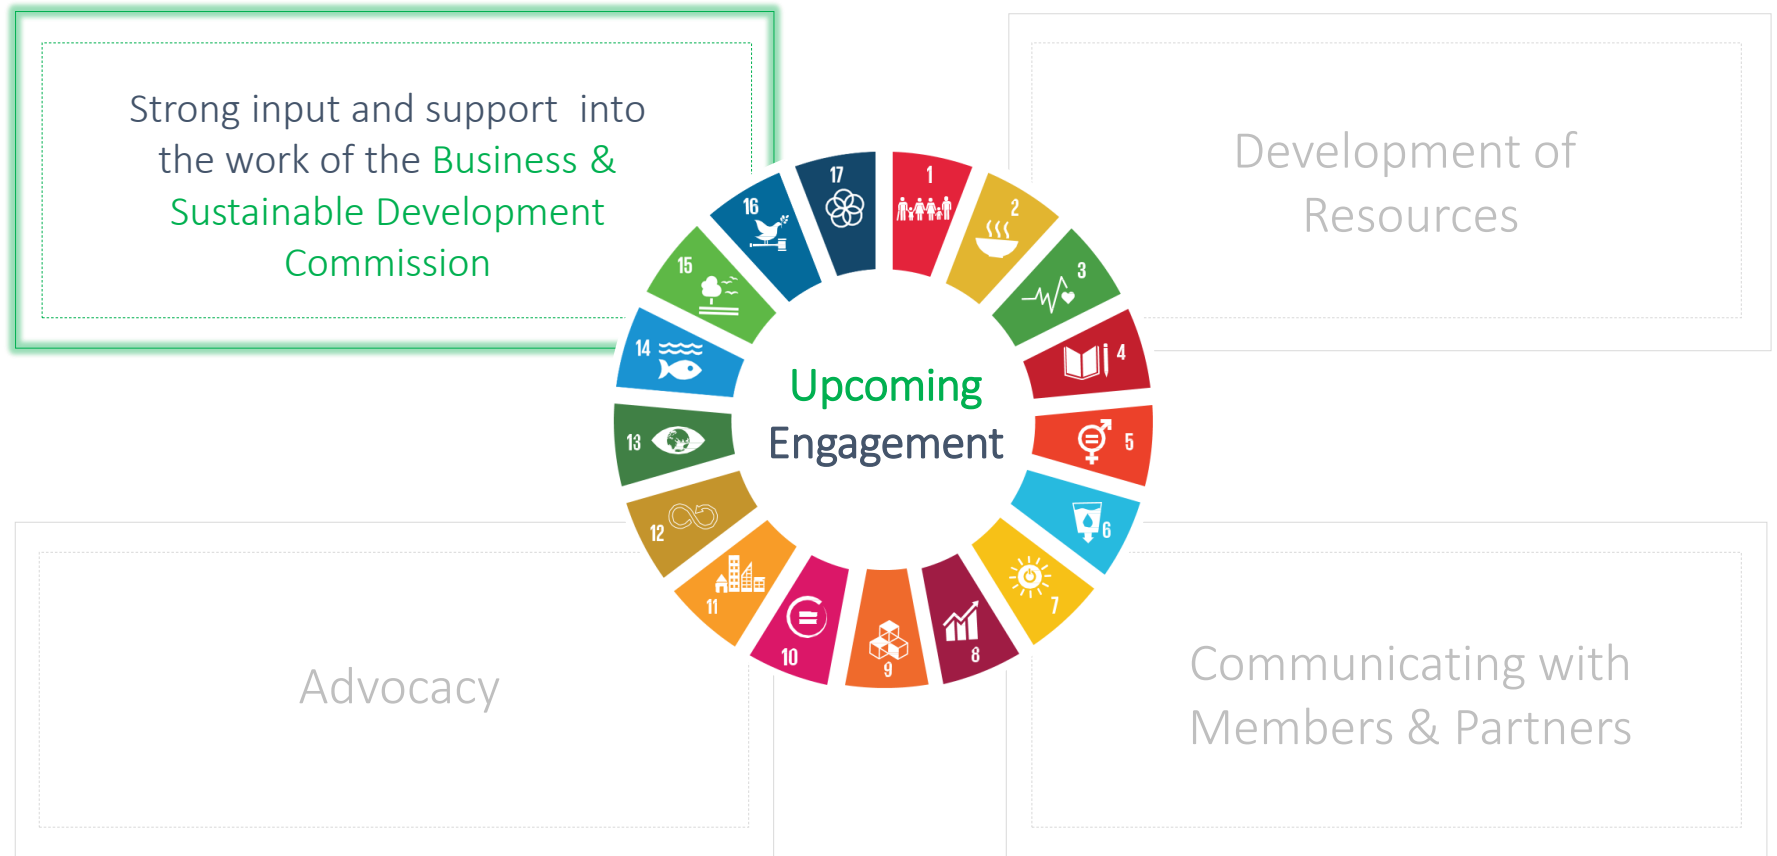 Strong input and support  into
the work of the Business &
Sustainable Development
Commission
Development of
Resources
Upcoming
Engagement
1
2
3
4
5
6
7
8
9
10
11
12
13
14
15
16
17
Advocacy
Communicating with
Members & Partners